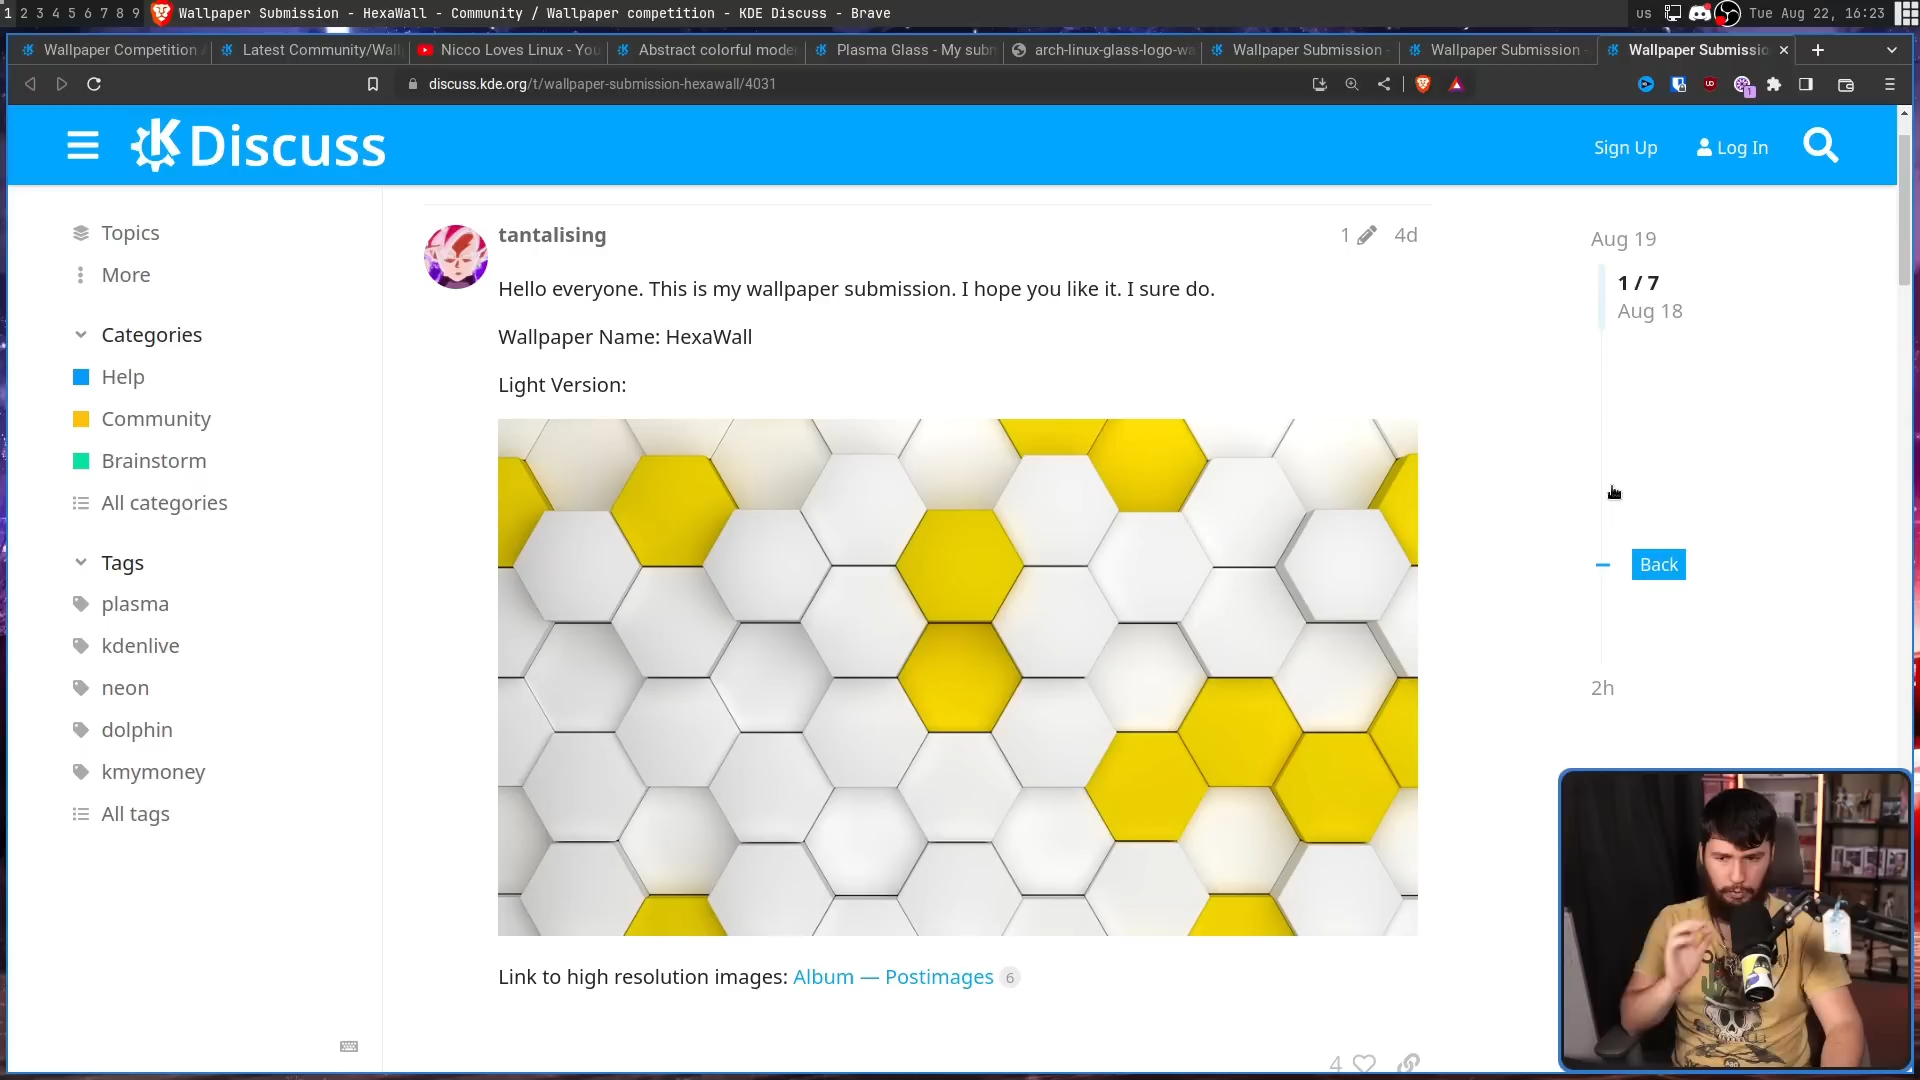 1 2 3 4 5 6 7 8 9 Wallpaper Submission - HexaWall - Community / Wallpaper competition - KDE Discuss - Brave us Tue Aug 22, 16:23
Wallpaper Competition Latest Community/Wall Nicco Loves Linux - You Abstract colorful moder Plasma Glass - My subm arch-linux-glass-logo-wa Wallpaper Submission - Wallpaper Submission - Wallpaper Submissio
discuss.kde.org/t/wallpaper-submission-hexawall/4031
Discuss
Sign Up Log In
Topics
More
Categories
Help
Community
Brainstorm
All categories
Tags
plasma
kdenlive
neon
dolphin
kmymoney
All tags
tantalising 1 4d
Hello everyone. This is my wallpaper submission. I hope you like it. I sure do.
Wallpaper Name: HexaWall
Light Version:
Link to high resolution images: Album — Postimages 6
4
Aug 19
1 / 7
Aug 18
Back
2h